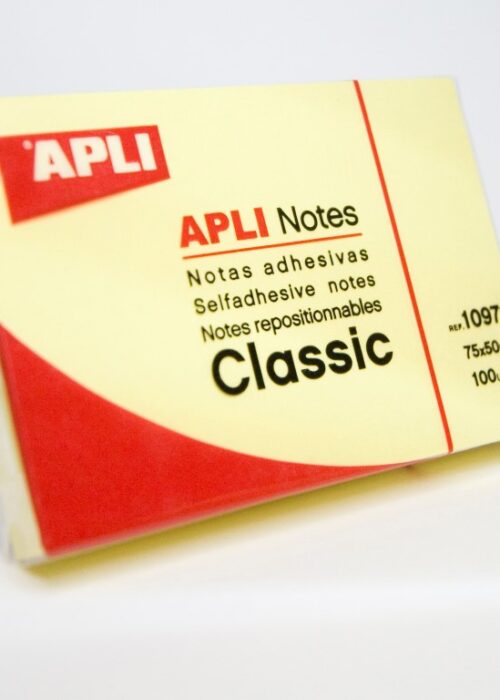 APLI
APLI Notes
Notas adhesivas
Selfadhesive notes
Notes repositionnables
Classic
REF. 1097
75x50
100